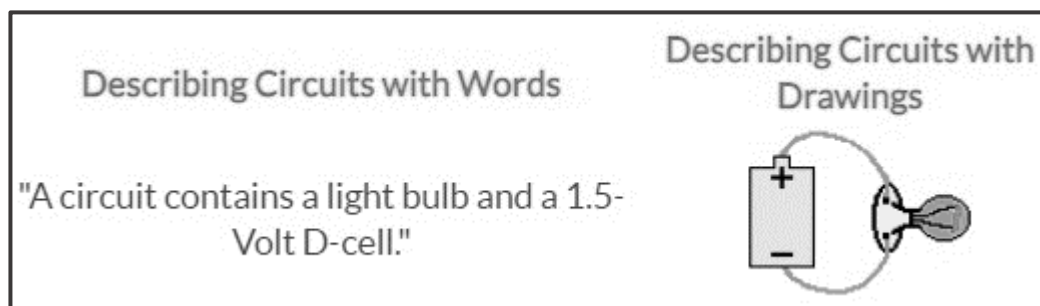 Describing Circuits with Words
Describing Circuits with
Drawings
"A circuit contains a light bulb and a 1.5-
Volt D-cell."
+
–